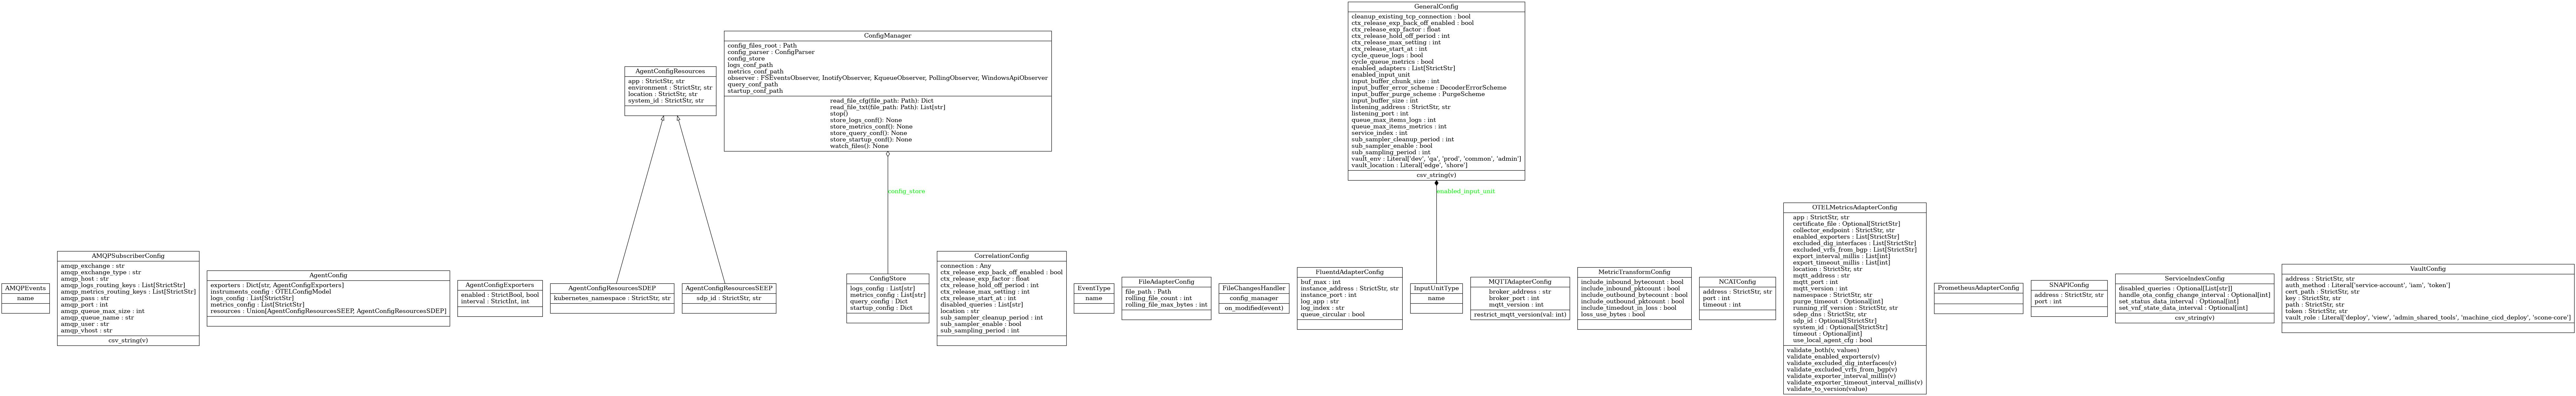 AMQPEvents
name
AMQPSubscriberConfig
amqp_exchange : str
amqp_exchange_type : str
amqp_host : str
amqp_logs_routing_keys : List[StrictStr]
amqp_metrics_routing_keys : List[StrictStr]
amqp_pass : str
amqp_port : int
amqp_queue_max_size : int
amqp_queue_name : str
amqp_user : str
amqp_vhost : str
csv_string(v)
AgentConfig
exporters : Dict[str, AgentConfigExporters]
instruments_config : OTELConfigModel
logs_config : List[StrictStr]
metrics_config : List[StrictStr]
resources : Union[AgentConfigResourcesSEEP, AgentConfigResourcesSDEP]
AgentConfigExporters
enabled : StrictBool, bool
interval : StrictInt, int
AgentConfigResources
app : StrictStr, str
environment : StrictStr, str
location : StrictStr, str
system_id : StrictStr, str
AgentConfigResourcesSDEP
kubernetes_namespace : StrictStr, str
AgentConfigResourcesSEEP
sdp_id : StrictStr, str
ConfigManager
config_files_root : Path
config_parser : ConfigParser
config_store
logs_conf_path
metrics_conf_path
observer : FSEventsObserver, InotifyObserver, KqueueObserver, PollingObserver, WindowsApiObserver
query_conf_path
startup_conf_path
read_file_cfg(file_path: Path): Dict
read_file_txt(file_path: Path): List[str]
stop()
store_logs_conf(): None
store_metrics_conf(): None
store_query_conf(): None
store_startup_conf(): None
watch_files(): None
config_store
ConfigStore
logs_config : List[str]
metrics_config : List[str]
query_config : Dict
startup_config : Dict
CorrelationConfig
connection : Any
ctx_release_exp_back_off_enabled : bool
ctx_release_exp_factor : float
ctx_release_hold_off_period : int
ctx_release_max_setting : int
ctx_release_start_at : int
disabled_queries : List[str]
location : str
sub_sampler_cleanup_period : int
sub_sampler_enable : bool
sub_sampling_period : int
EventType
name
FileAdapterConfig
file_path : Path
rolling_file_count : int
rolling_file_max_bytes : int
FileChangesHandler
config_manager
on_modified(event)
FluentdAdapterConfig
buf_max : int
instance_address : StrictStr, str
instance_port : int
log_app : str
log_index : str
queue_circular : bool
GeneralConfig
cleanup_existing_tcp_connection : bool
ctx_release_exp_back_off_enabled : bool
ctx_release_exp_factor : float
ctx_release_hold_off_period : int
ctx_release_max_setting : int
ctx_release_start_at : int
cycle_queue_logs : bool
cycle_queue_metrics : bool
enabled_adapters : List[StrictStr]
enabled_input_unit
input_buffer_chunk_size : int
input_buffer_error_scheme : DecoderErrorScheme
input_buffer_purge_scheme : PurgeScheme
input_buffer_size : int
listening_address : StrictStr, str
listening_port : int
queue_max_items_logs : int
queue_max_items_metrics : int
service_index : int
sub_sampler_cleanup_period : int
sub_sampler_enable : bool
sub_sampling_period : int
vault_env : Literal['dev', 'qa', 'prod', 'common', 'admin']
vault_location : Literal['edge', 'shore']
csv_string(v)
enabled_input_unit
InputUnitType
name
MQTTAdapterConfig
broker_address : str
broker_port : int
mqtt_version : int
restrict_mqtt_version(val: int)
MetricTransformConfig
include_inbound_bytecount : bool
include_inbound_pktcount : bool
include_outbound_bytecount : bool
include_outbound_pktcount : bool
include_timedout_in_loss : bool
loss_use_bytes : bool
NCATConfig
address : StrictStr, str
port : int
timeout : int
OTELMetricsAdapterConfig
app : StrictStr, str
certificate_file : Optional[StrictStr]
collector_endpoint : StrictStr, str
enabled_exporters : List[StrictStr]
excluded_dig_interfaces : List[StrictStr]
excluded_vrfs_from_bgp : List[StrictStr]
export_interval_millis : List[int]
export_timeout_millis : List[int]
location : StrictStr, str
mqtt_address : str
mqtt_port : int
mqtt_version : int
namespace : StrictStr, str
purge_timeout : Optional[int]
running_rlf_version : StrictStr, str
sdep_dns : StrictStr, str
sdp_id : Optional[StrictStr]
system_id : Optional[StrictStr]
timeout : Optional[int]
use_local_agent_cfg : bool
validate_both(v, values)
validate_enabled_exporters(v)
validate_excluded_dig_interfaces(v)
validate_excluded_vrfs_from_bgp(v)
validate_exporter_interval_millis(v)
validate_exporter_timeout_interval_millis(v)
validate_to_version(value)
PrometheusAdapterConfig
SNAPIConfig
address : StrictStr, str
port : int
ServiceIndexConfig
disabled_queries : Optional[List[str]]
handle_ota_config_change_interval : Optional[int]
set_status_data_interval : Optional[int]
set_vnf_state_data_interval : Optional[int]
csv_string(v)
VaultConfig
address : StrictStr, str
auth_method : Literal['service-account', 'iam', 'token']
cert_path : StrictStr, str
key : StrictStr, str
path : StrictStr, str
token : StrictStr, str
vault_role : Literal['deploy', 'view', 'admin_shared_tools', 'machine_cicd_deploy', 'scone-core']